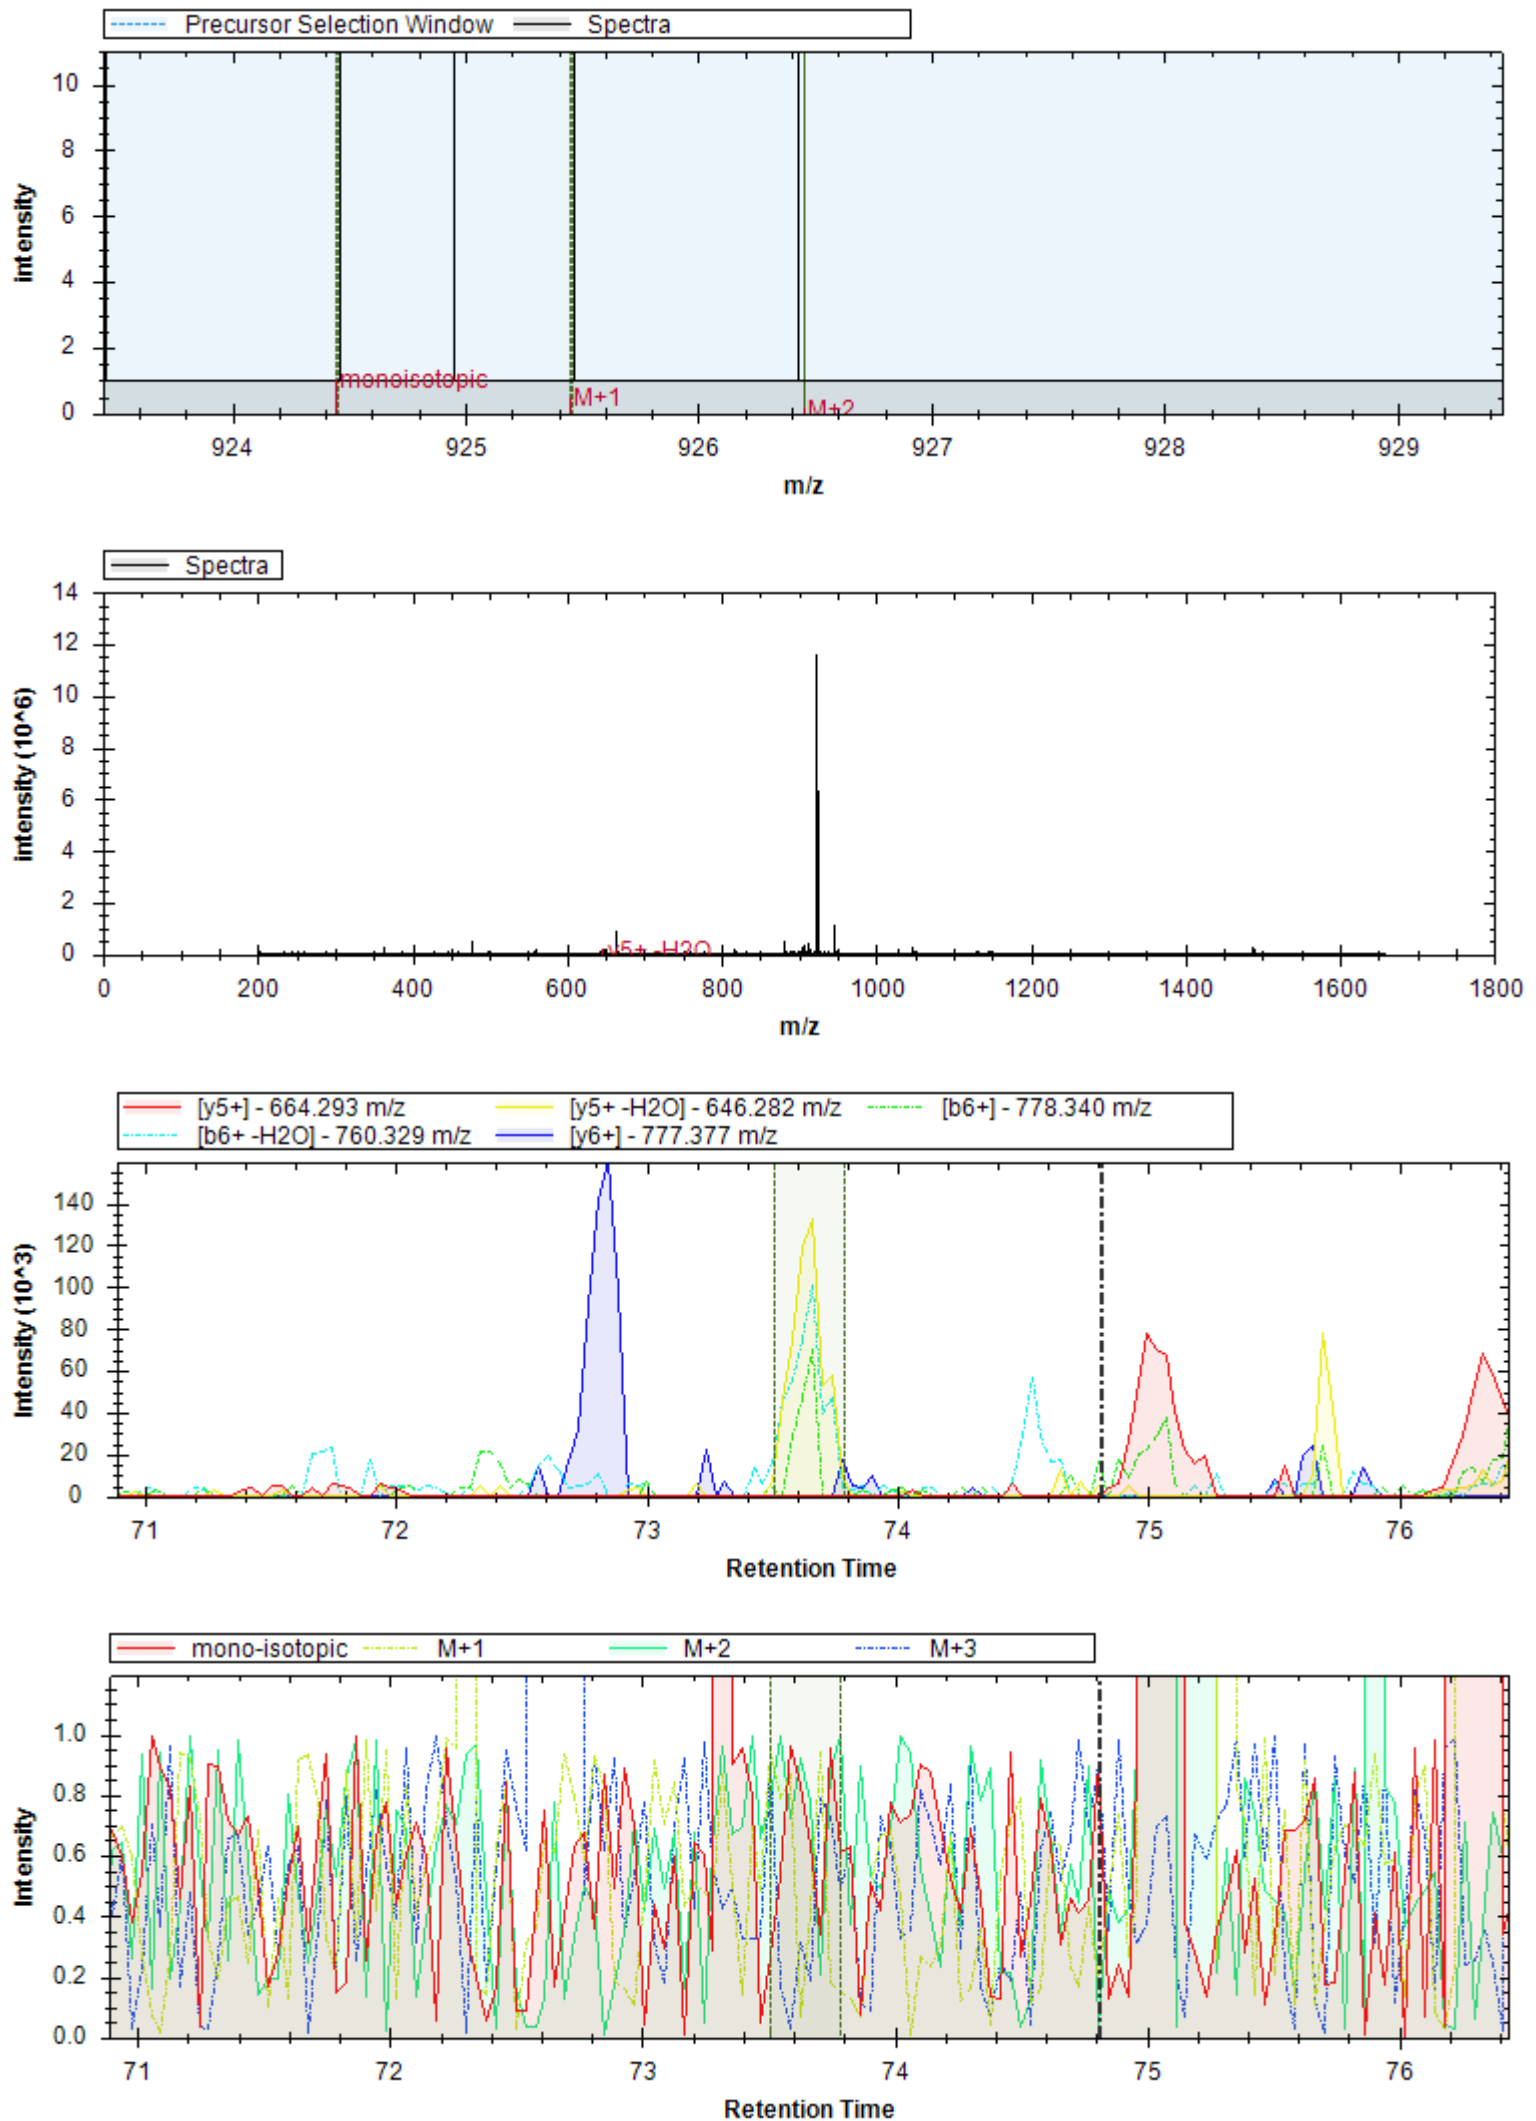 Precursor Selection Window Spectra
10
8
6
4
2
0
intensity
monoisotopic
M+1
M+2
924 925 926 927 928 929
m/z
Spectra
14
12
10
8
6
4
2
0
intensity (10^6)
y5+ -H2O
0 200 400 600 800 1000 1200 1400 1600 1800
m/z
[y5+] - 664.293 m/z [y5+ -H2O] - 646.282 m/z [b6+] - 778.340 m/z
[b6+ -H2O] - 760.329 m/z [y6+] - 777.377 m/z
140
120
100
80
60
40
20
0
Intensity (10^3)
71 72 73 74 75 76
Retention Time
mono-isotopic M+1 M+2 M+3
1.0
0.8
0.6
0.4
0.2
0.0
Intensity
71 72 73 74 75 76
Retention Time